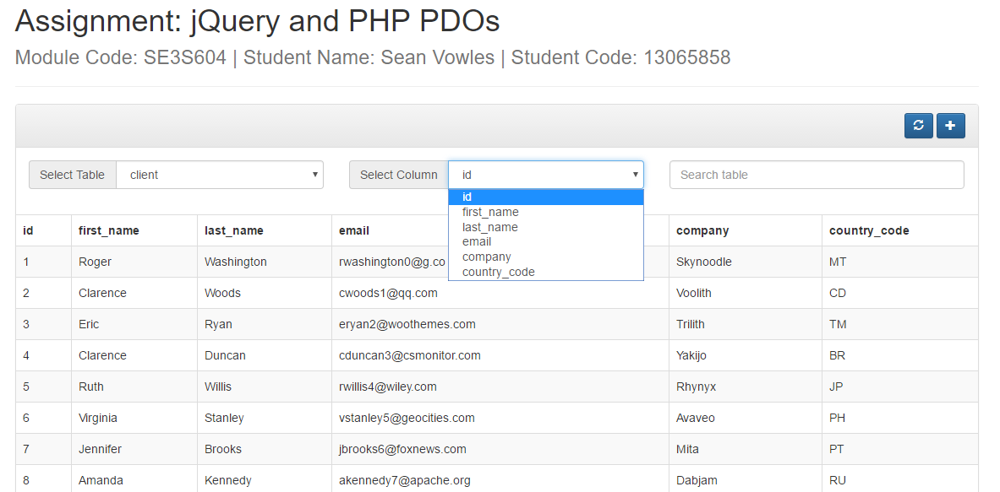 Assignment: jQuery and PHP PDOs
Module Code: SE3S604 | Student Name: Sean Vowles | Student Code: 13065858
Select Table client Select Column id Search table
id
first_name
last_name
email
company
country_code
id first_name last_name email company country_code
1 Roger Washington rwashington0@g.co Skynoodle MT
2 Clarence Woods cwoods1@qq.com Voolith CD
3 Eric Ryan eryan2@woothemes.com Trilith TM
4 Clarence Duncan cduncan3@csmonitor.com Yakijo BR
5 Ruth Willis rwillis4@wiley.com Rhynyx JP
6 Virginia Stanley vstanley5@geocities.com Avaveo PH
7 Jennifer Brooks jbrooks6@foxnews.com Mita PT
8 Amanda Kennedy akennedy7@apache.org Dabjam RU